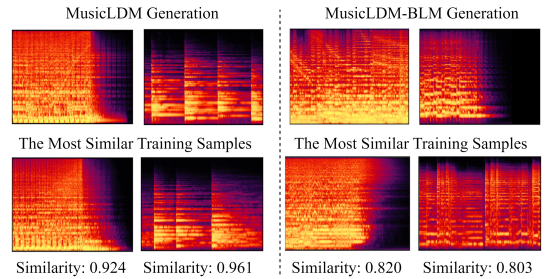 MusicLDM Generation
MusicLDM-BLM Generation
The Most Similar Training Samples
The Most Similar Training Samples
Similarity: 0.924
Similarity: 0.961
Similarity: 0.820
Similarity: 0.803